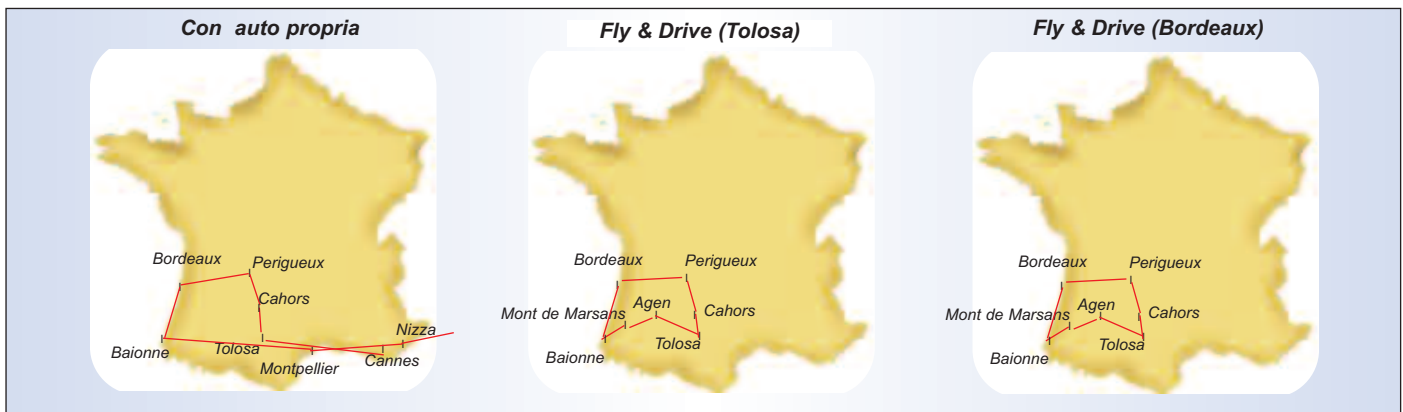 Con auto propria
Bordeaux
Perigueux
Cahors
Nizza
Baionne
Tolosa
Montpellier
Cannes
Fly & Drive (Tolosa)
Bordeaux
Perigueux
Agen
Mont de Marsans
Cahors
Baionne
Tolosa
Fly & Drive (Bordeaux)
Bordeaux
Perigueux
Agen
Mont de Marsans
Cahors
Baionne
Tolosa